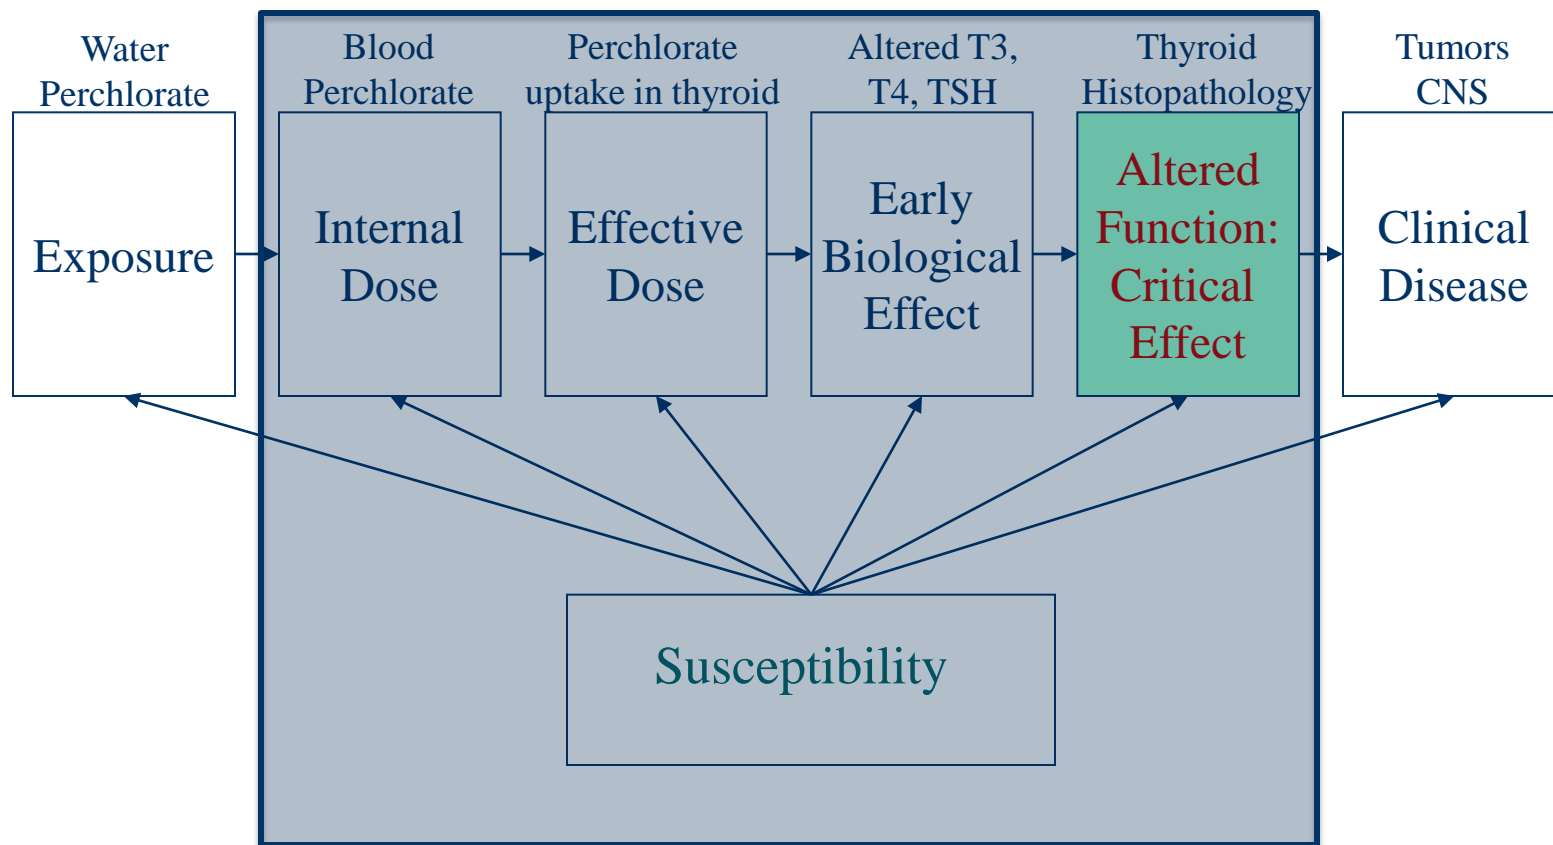 Water
Perchlorate
Blood
Perchlorate
Perchlorate
uptake in thyroid
Altered T3,
T4, TSH
Thyroid
Histopathology
Tumors
CNS
Exposure
Internal
Dose
Effective
Dose
Early
Biological
Effect
Altered
Function:
Critical
Effect
Clinical
Disease
Susceptibility